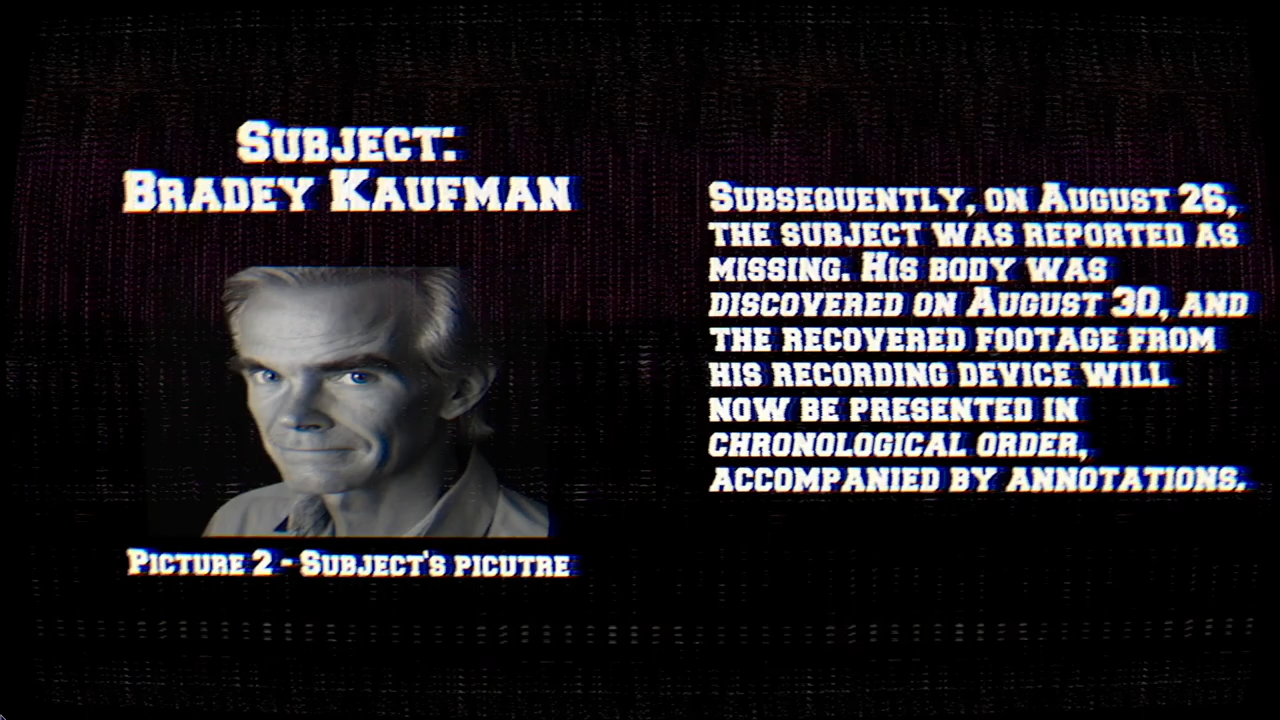 Subject:
Bradey Kaufman
Picture 2 - Subject's picutre
Subsequently, on August 26,
the subject was reported as
missing. His body was
discovered on August 30, and
the recovered footage from
his recording device will
now be presented in
chronological order,
accompanied by annotations.